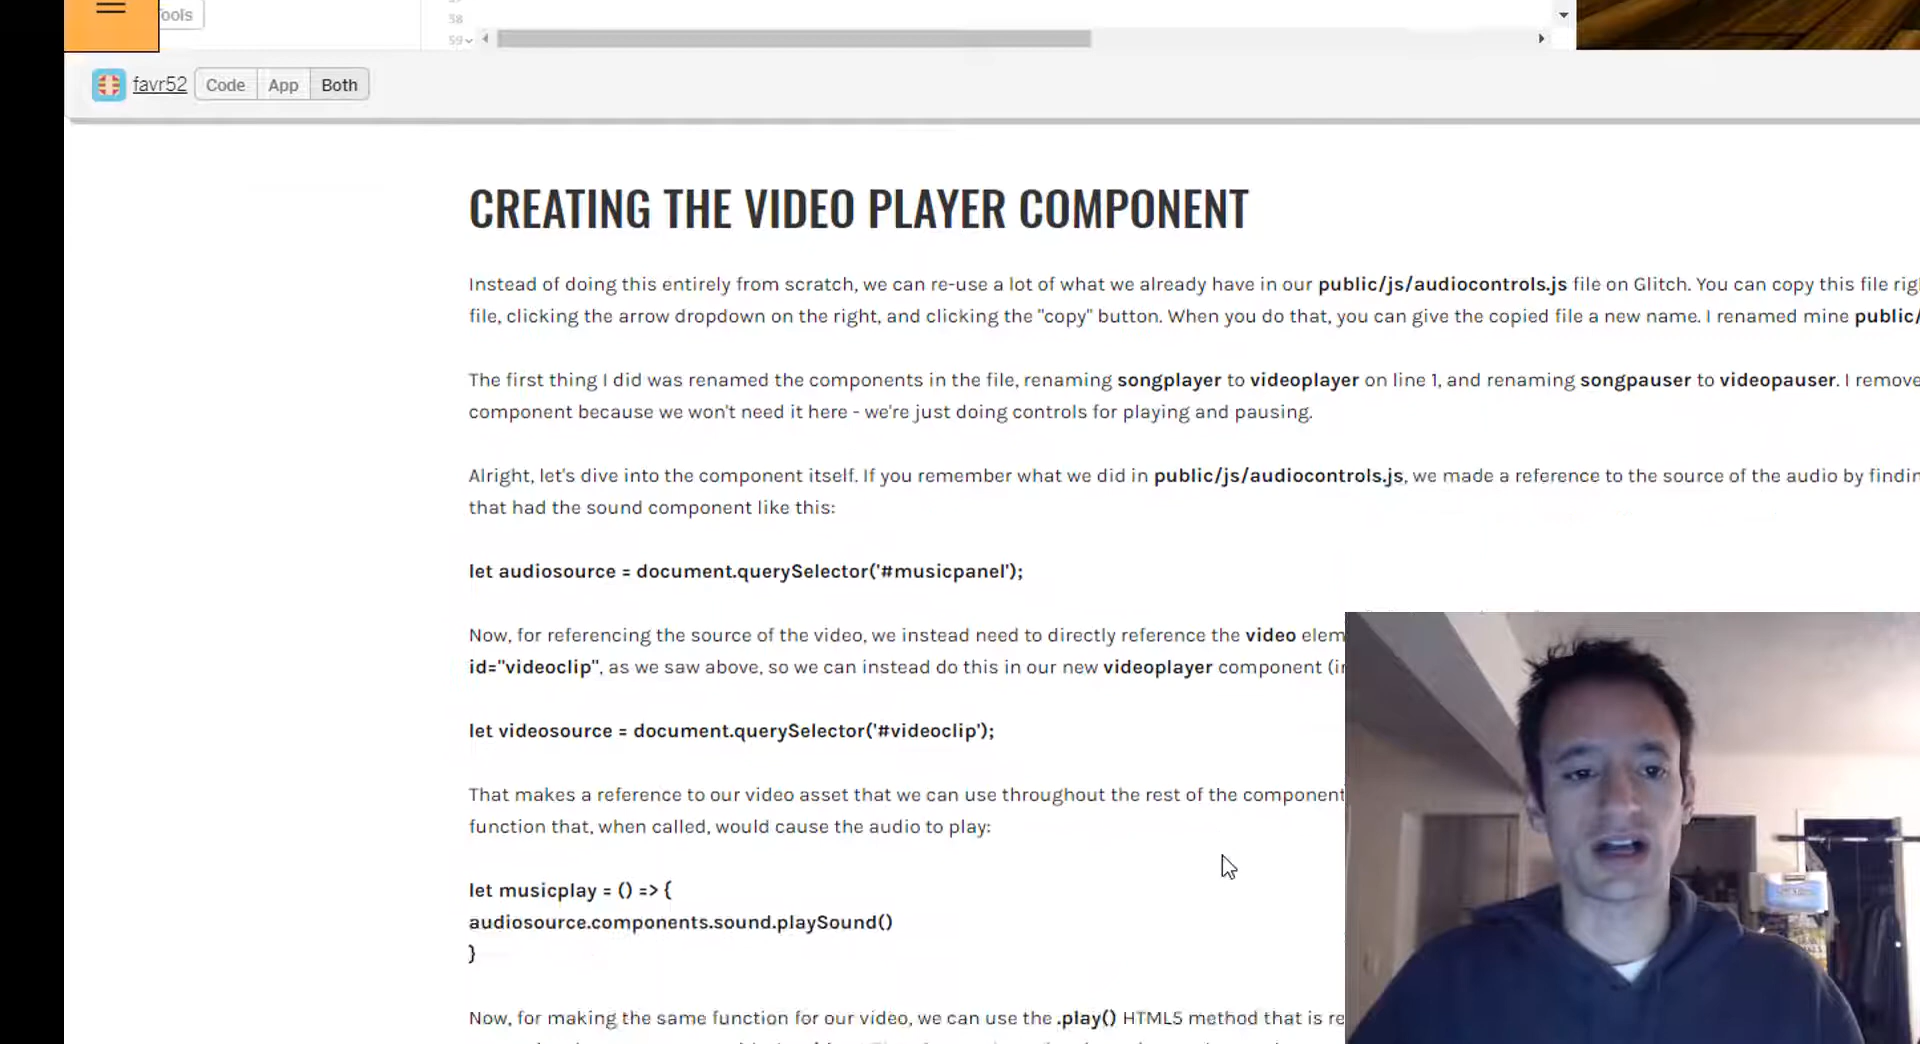 ools
58
59
favr52 Code App Both
CREATING THE VIDEO PLAYER COMPONENT
Instead of doing this entirely from scratch, we can re-use a lot of what we already have in our public/js/audiocontrols.js file on Glitch. You can copy this file rig
file, clicking the arrow dropdown on the right, and clicking the "copy" button. When you do that, you can give the copied file a new name. I renamed mine public/
The first thing I did was renamed the components in the file, renaming songplayer to videoplayer on line 1, and renaming songpauser to videopauser. I remove
component because we won't need it here - we're just doing controls for playing and pausing.
Alright, let's dive into the component itself. If you remember what we did in public/js/audiocontrols.js, we made a reference to the source of the audio by findin
that had the sound component like this:
let audiosource = document.querySelector('#musicpanel');
Now, for referencing the source of the video, we instead need to directly reference the video elem
id="videoclip", as we saw above, so we can instead do this in our new videoplayer component (i
let videosource = document.querySelector('#videoclip');
That makes a reference to our video asset that we can use throughout the rest of the component
function that, when called, would cause the audio to play:
let musicplay = () => {
audiosource.components.sound.playSound()
}
Now, for making the same function for our video, we can use the .play() HTML5 method that is re